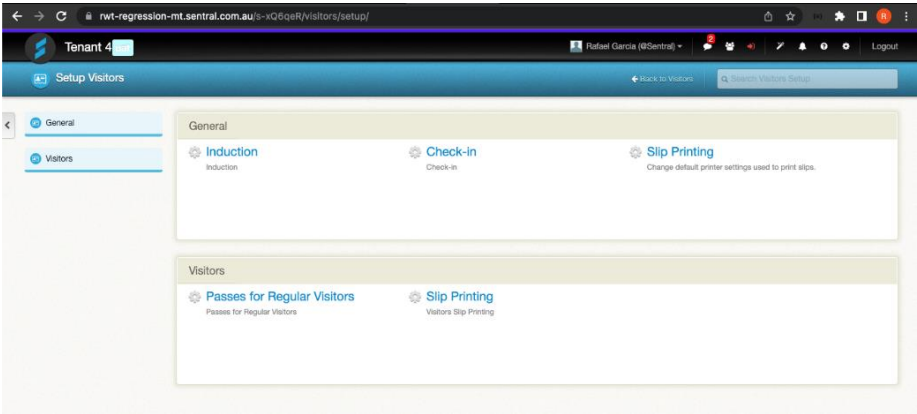 rwt-regression-mt.sentral.com.au/s-xQ6qeR/visitors/setup/
R
Tenant 4
Rafael Garcia (@Sentral)
2
Logout
Setup Visitors
Back to Visitors
Search Visitors Setup
General
Visitors
General
Induction
Induction
Check-in
Check-in
Slip Printing
Change default printer settings used to print slips.
Visitors
Passes for Regular Visitors
Passes for Regular Visitors
Slip Printing
Visitors Slip Printing